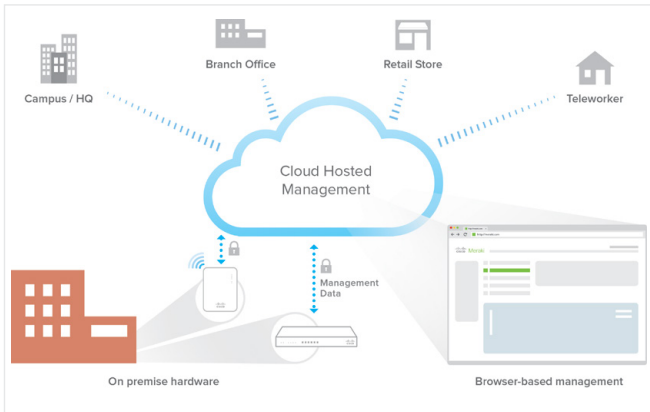 Branch Office
Retail Store
Campus / HQ
Teleworker
Cloud Hosted
Management
Management
Data
Meraki
On premise hardware
Browser-based management